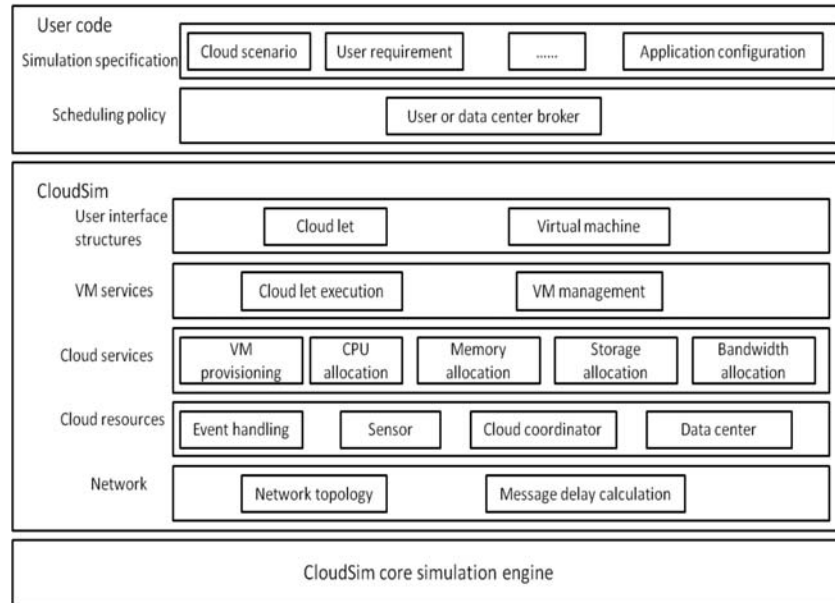 User code
Simulation specification
Cloud scenario
User requirement
......
Application configuration
Scheduling policy
User or data center broker
CloudSim
User interface
structures
Cloud let
Virtual machine
VM services
Cloud let execution
VM management
Cloud services
VM
provisioning
CPU
allocation
Memory
allocation
Storage
allocation
Bandwidth
allocation
Cloud resources
Event handling
Sensor
Cloud coordinator
Data center
Network
Network topology
Message delay calculation
CloudSim core simulation engine